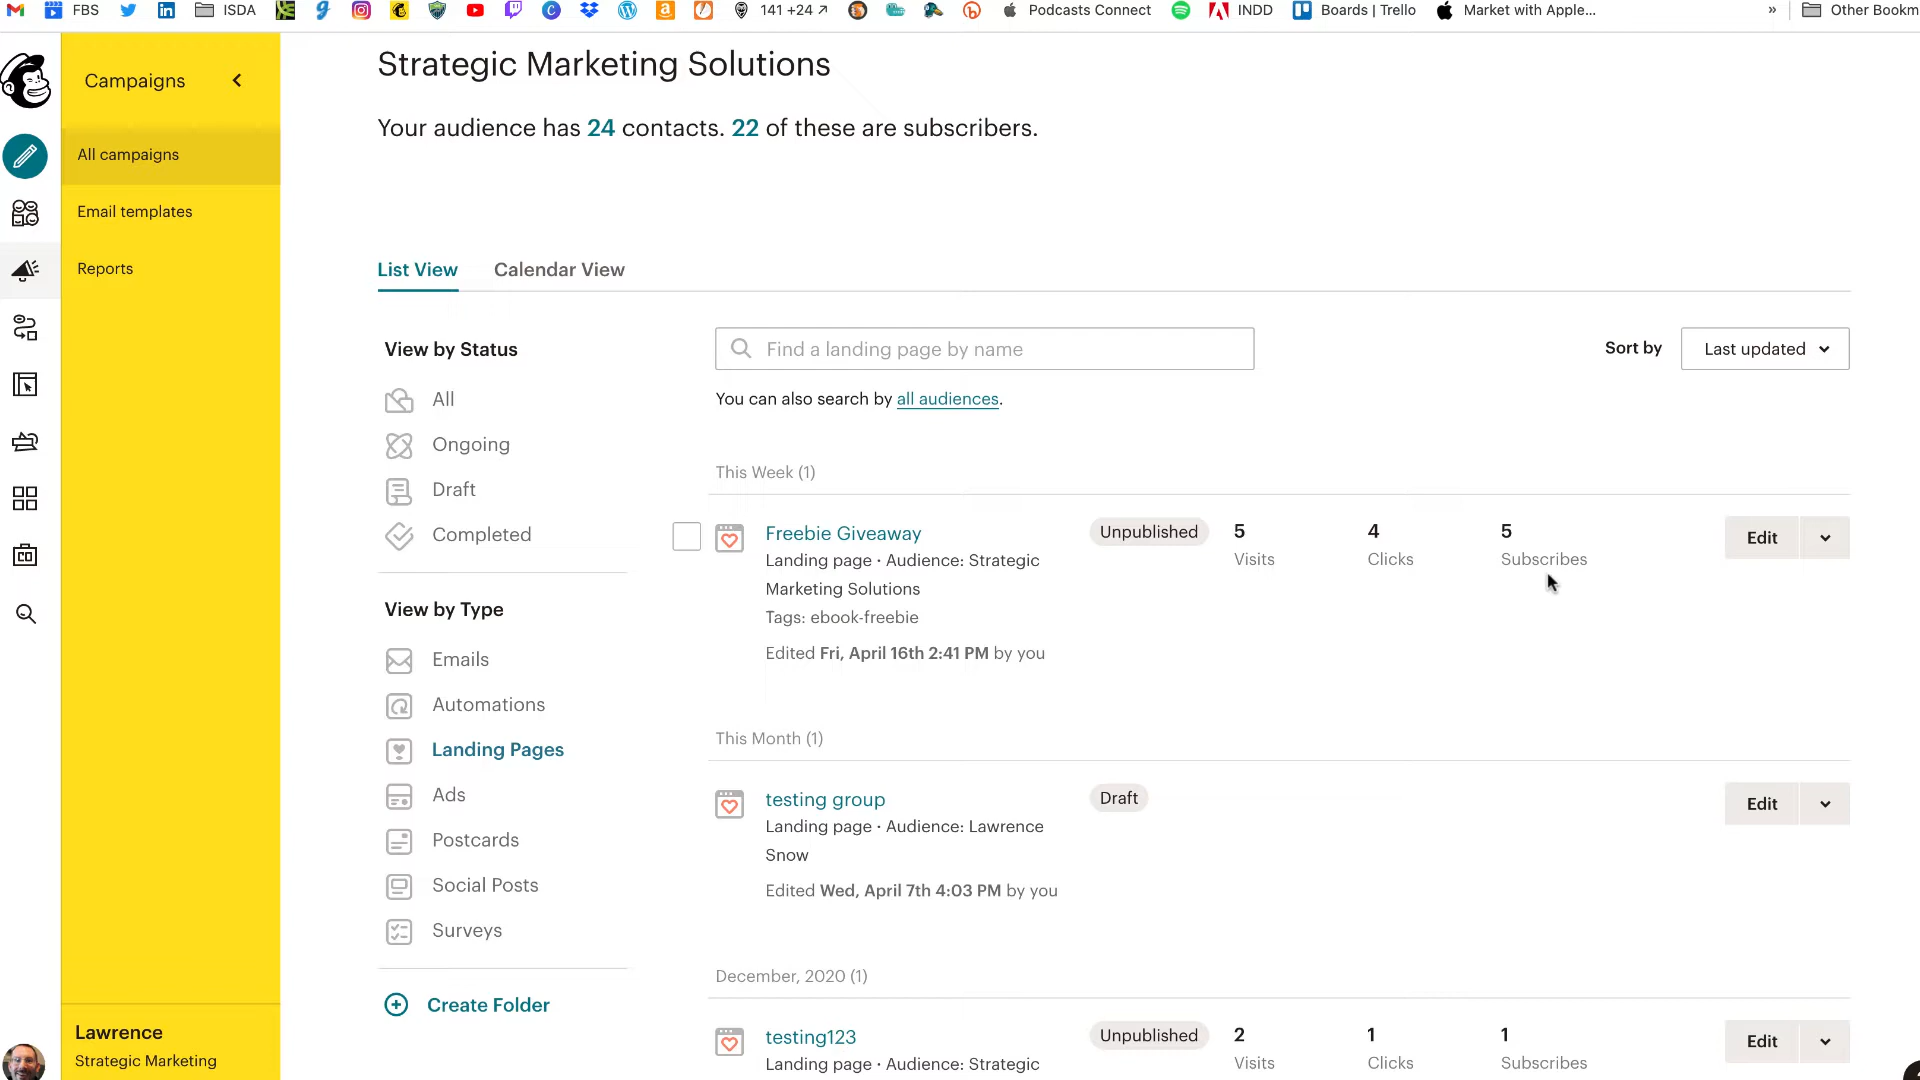 FBS
ISDA
141 +24 ↗
Podcasts Connect
INDD
Boards | Trello
Market with Apple...
»
Other Bookm
Campaigns
All campaigns
Email templates
Reports
Lawrence
Strategic Marketing
Strategic Marketing Solutions
Your audience has 24 contacts. 22 of these are subscribers.
List View
Calendar View
View by Status
All
Ongoing
Draft
Completed
View by Type
Emails
Automations
Landing Pages
Ads
Postcards
Social Posts
Surveys
Create Folder
Find a landing page by name
Sort by
Last updated
You can also search by all audiences.
This Week (1)
Freebie Giveaway
Landing page · Audience: Strategic
Marketing Solutions
Tags: ebook-freebie
Edited Fri, April 16th 2:41 PM by you
Unpublished
5
Visits
4
Clicks
5
Subscribes
Edit
This Month (1)
testing group
Landing page · Audience: Lawrence
Snow
Edited Wed, April 7th 4:03 PM by you
Draft
Edit
December, 2020 (1)
testing123
Landing page · Audience: Strategic
Unpublished
2
Visits
1
Clicks
1
Subscribes
Edit